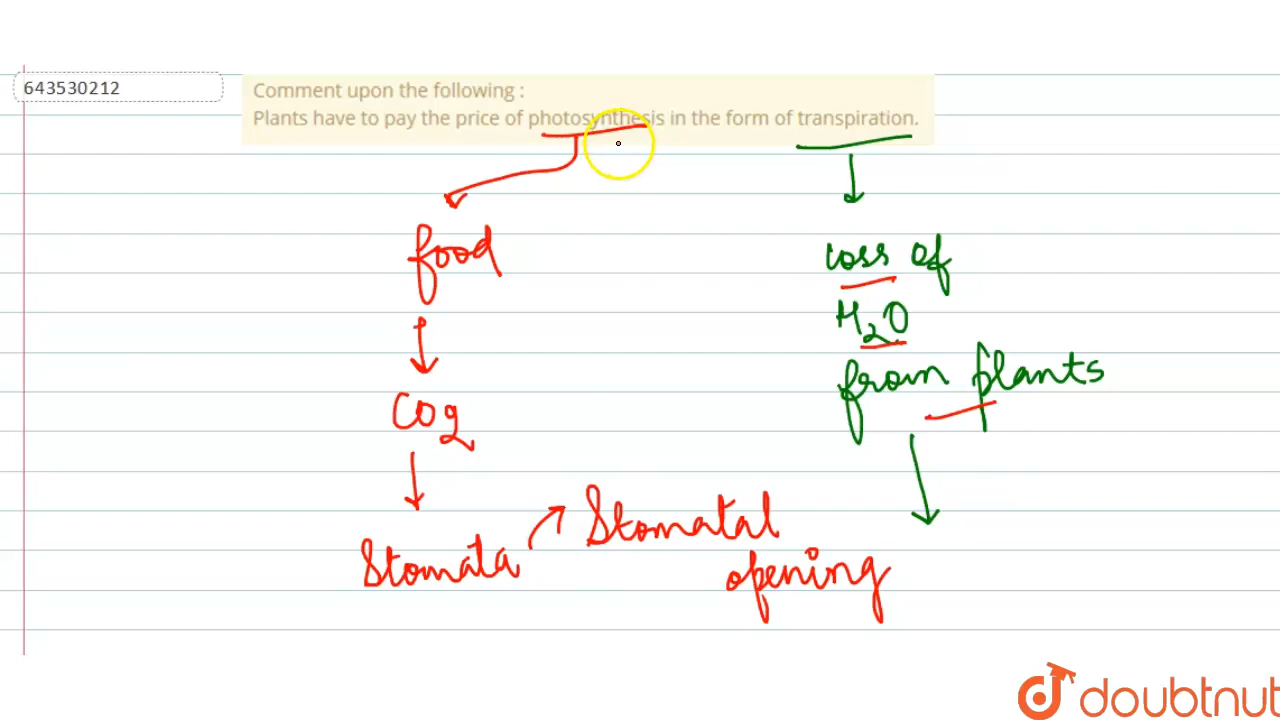 643530212
Comment upon the following :
Plants have to pay the price of photosynthesis in the form of transpiration.
food
loss of
H2O
from plants
CO2
Stomatal
opening
Stomata
doubtnut